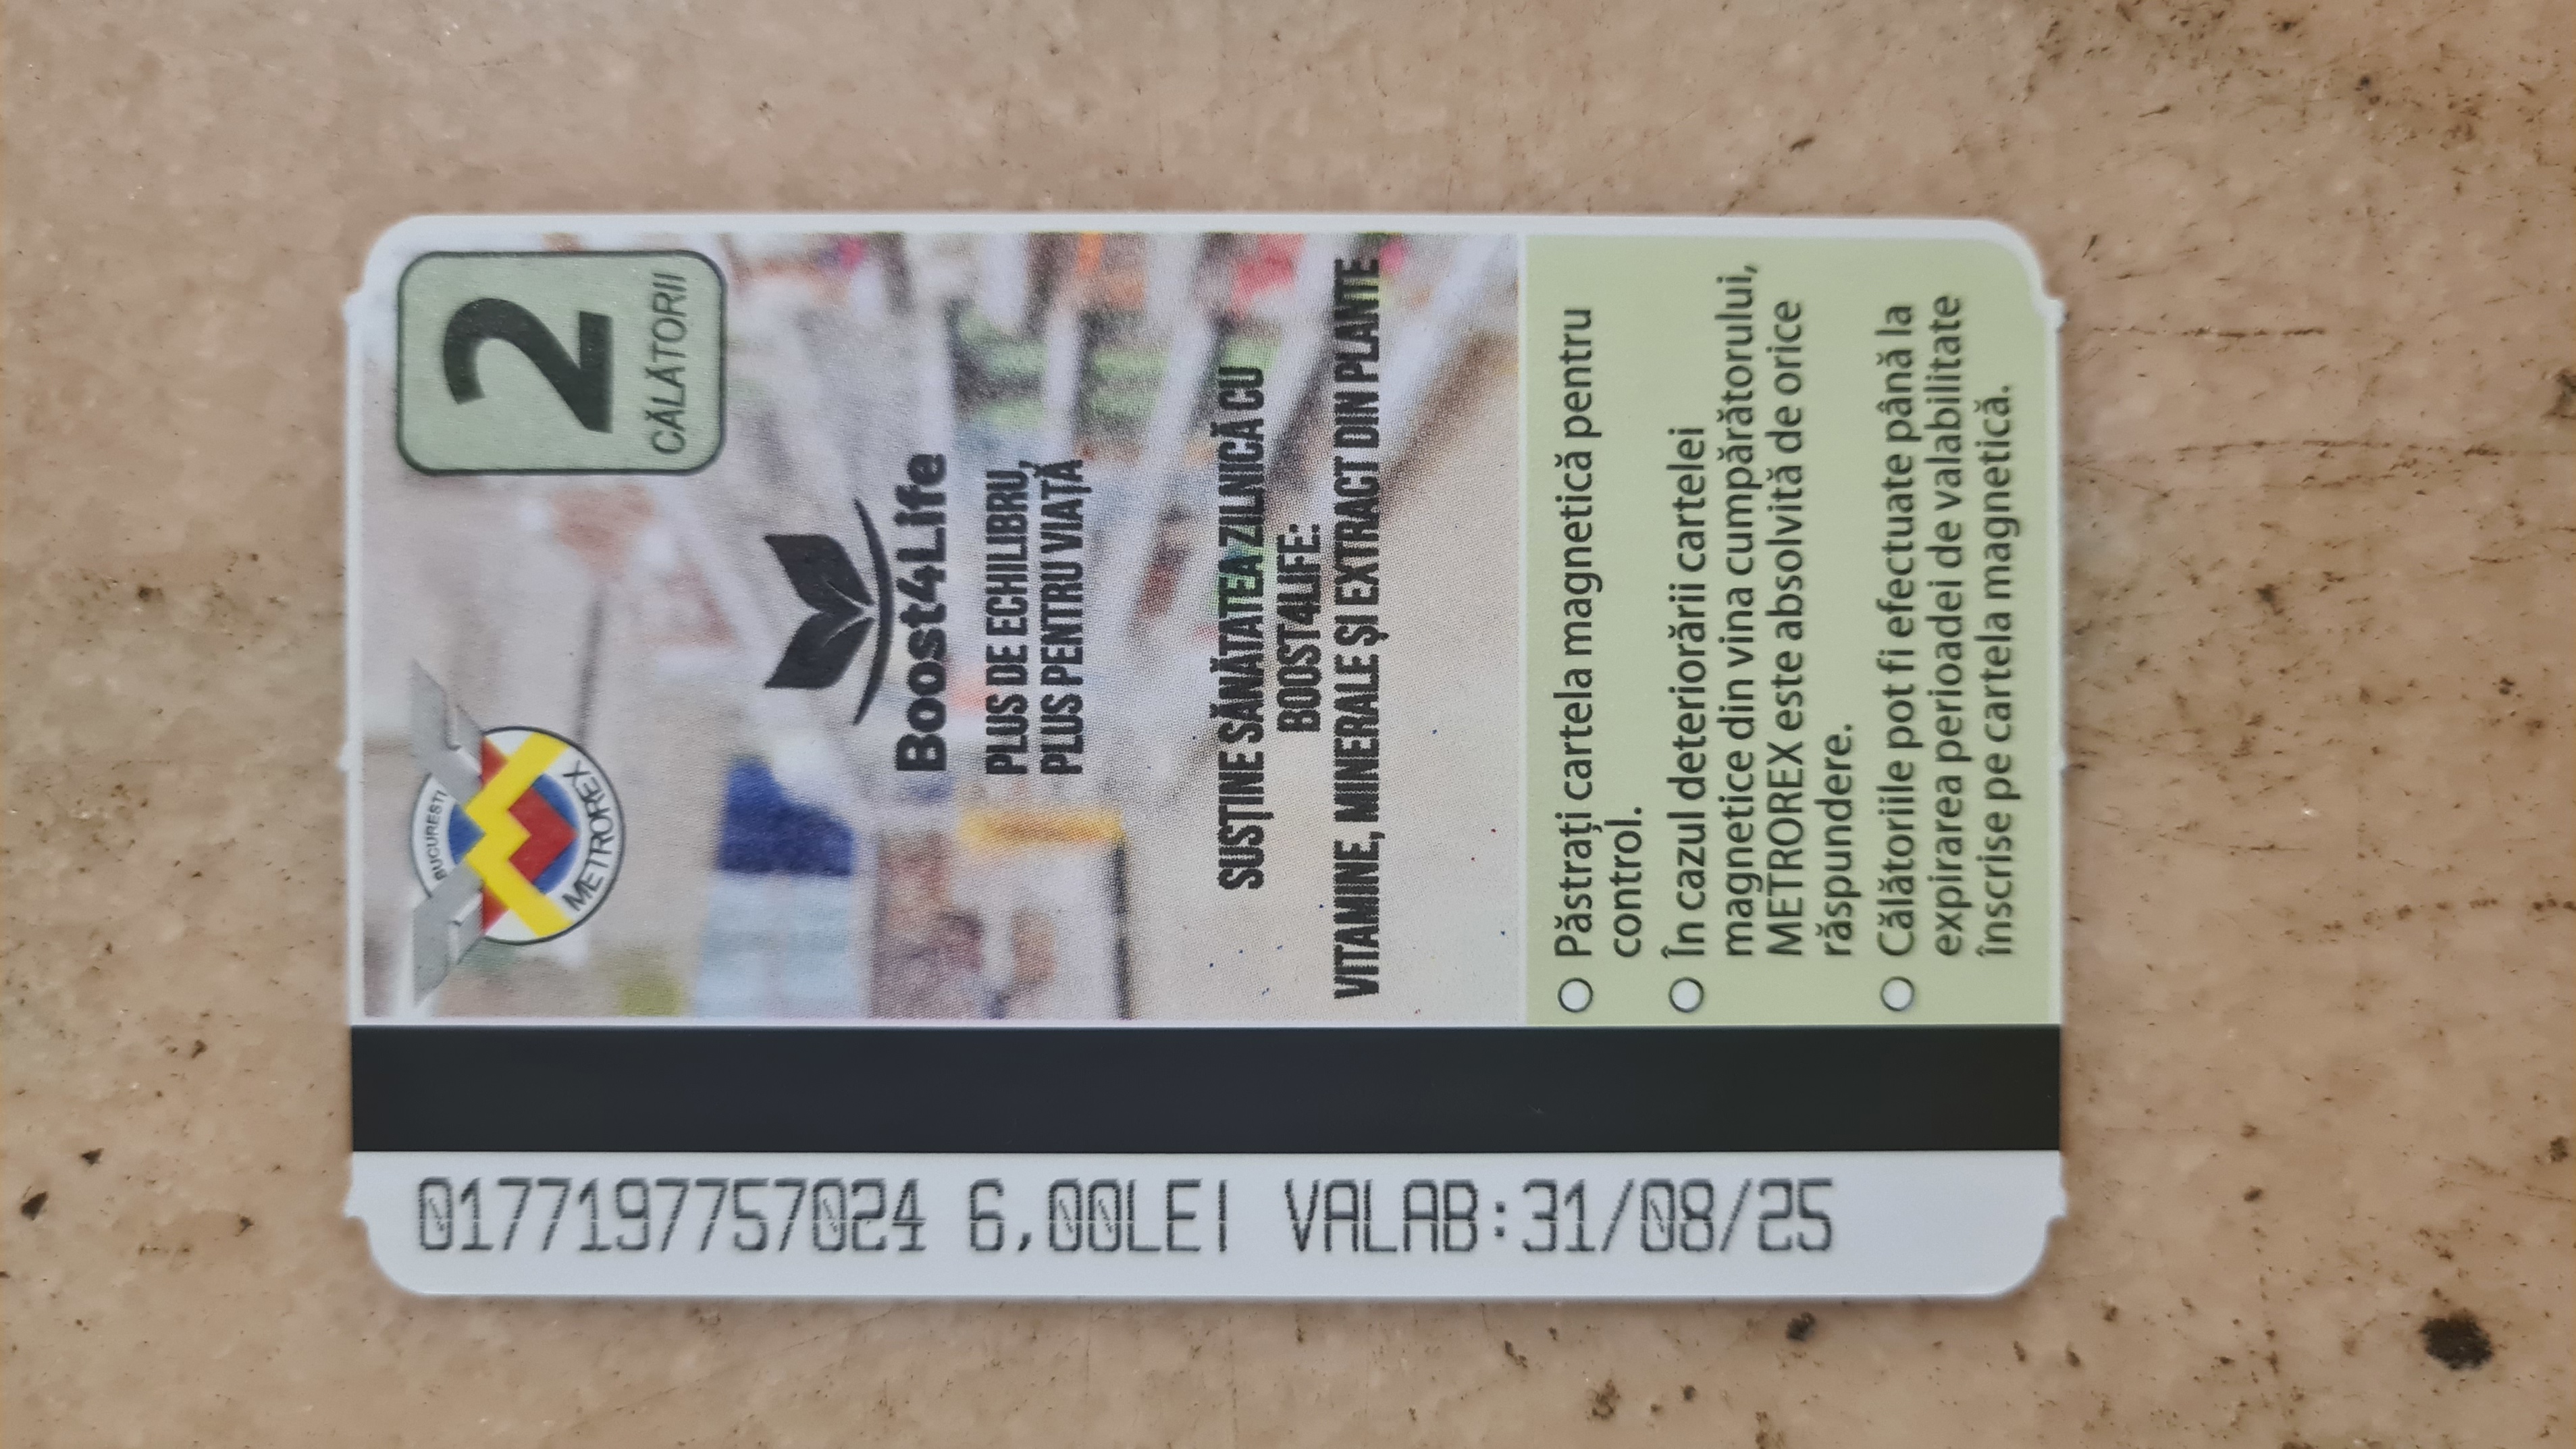 BUCUREȘTI
METROREX
2
CĂLĂTORII
Boost4Life
PLUS DE ECHILIBRU,
PLUS PENTRU VIAȚĂ
SUSȚINE SĂNĂTATEA ZILNICĂ CU
BOOST4LIFE:
VITAMINE, MINERALE ȘI EXTRACT DIN PLANTE
Păstrați cartela magnetică pentru
control.
În cazul deteriorării cartelei
magnetice din vina cumpărătorului,
METROREX este absolvită de orice
răspundere.
Călătoriile pot fi efectuate până la
expirarea perioadei de valabilitate
înscrise pe cartela magnetică.
0177197757024 6,00LEI VALAB:31/08/25